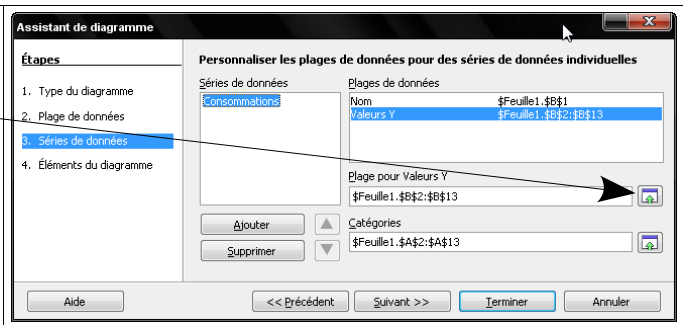 Assistant de diagramme
Étapes
1. Type du diagramme
2. Plage de données
3. Séries de données
4. Éléments du diagramme
Personnaliser les plages de données pour des séries de données individuelles
Séries de données
Consommations
Plages de données
Nom $Feuille1.$B$1
Valeurs Y $Feuille1.$B$2:$B$13
Plage pour Valeurs Y
$Feuille1.$B$2:$B$13
Ajouter
Supprimer
Catégories
$Feuille1.$A$2:$A$13
Aide << Précédent Suivant >> Terminer Annuler